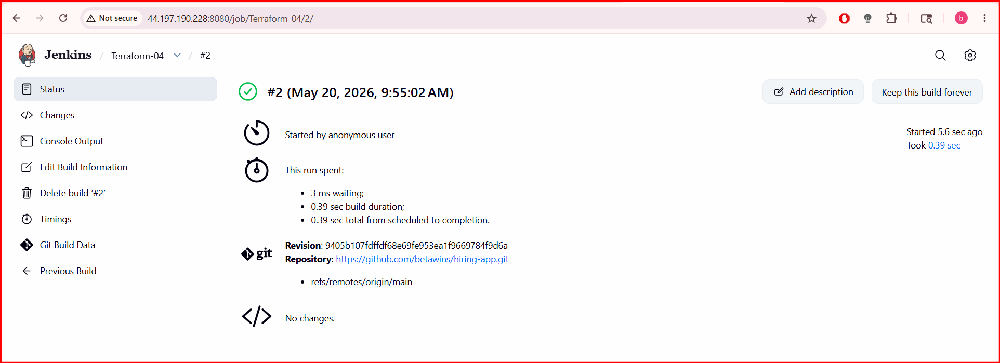 Not secure 44.197.190.228:8080/job/Terraform-04/2/
b
Jenkins / Terraform-04 / #2
Status
Changes
Console Output
Edit Build Information
Delete build ‘#2’
Timings
Git Build Data
Previous Build
#2 (May 20, 2026, 9:55:02 AM)
Add description
Keep this build forever
Started by anonymous user
Started 5.6 sec ago
Took 0.39 sec
This run spent:
• 3 ms waiting;
• 0.39 sec build duration;
• 0.39 sec total from scheduled to completion.
git
Revision: 9405b107fdffdf68e69fe953ea1f9669784f9d6a
Repository: https://github.com/betawins/hiring-app.git
• refs/remotes/origin/main
No changes.